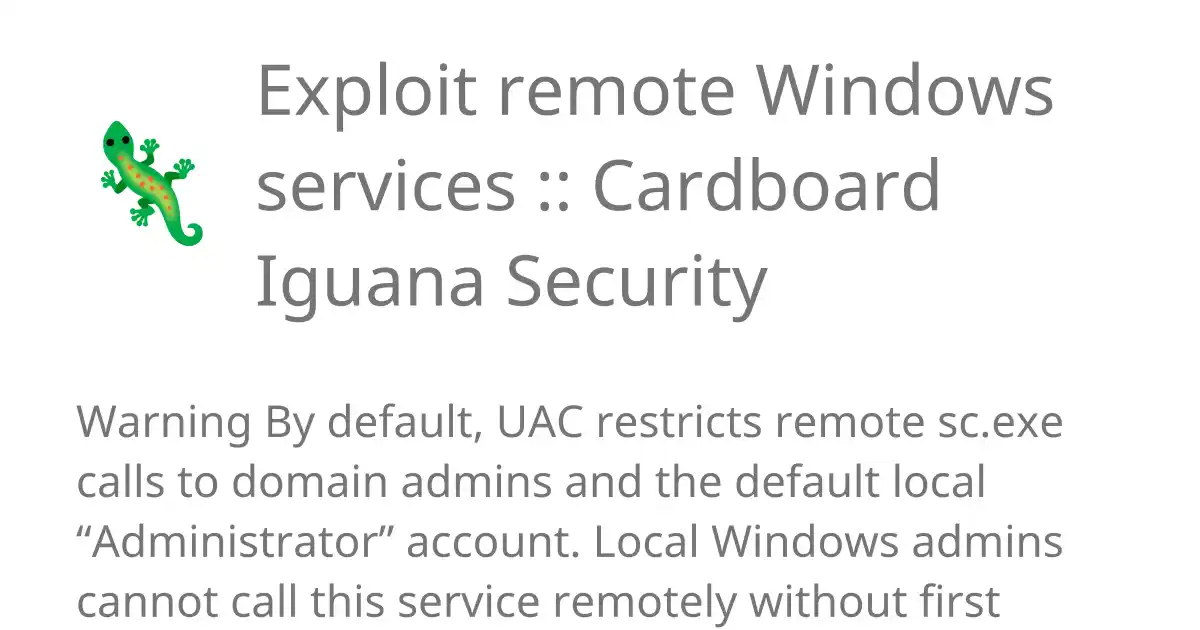 Exploit remote Windows
services :: Cardboard
Iguana Security
Warning By default, UAC restricts remote sc.exe
calls to domain admins and the default local
“Administrator” account. Local Windows admins
cannot call this service remotely without first